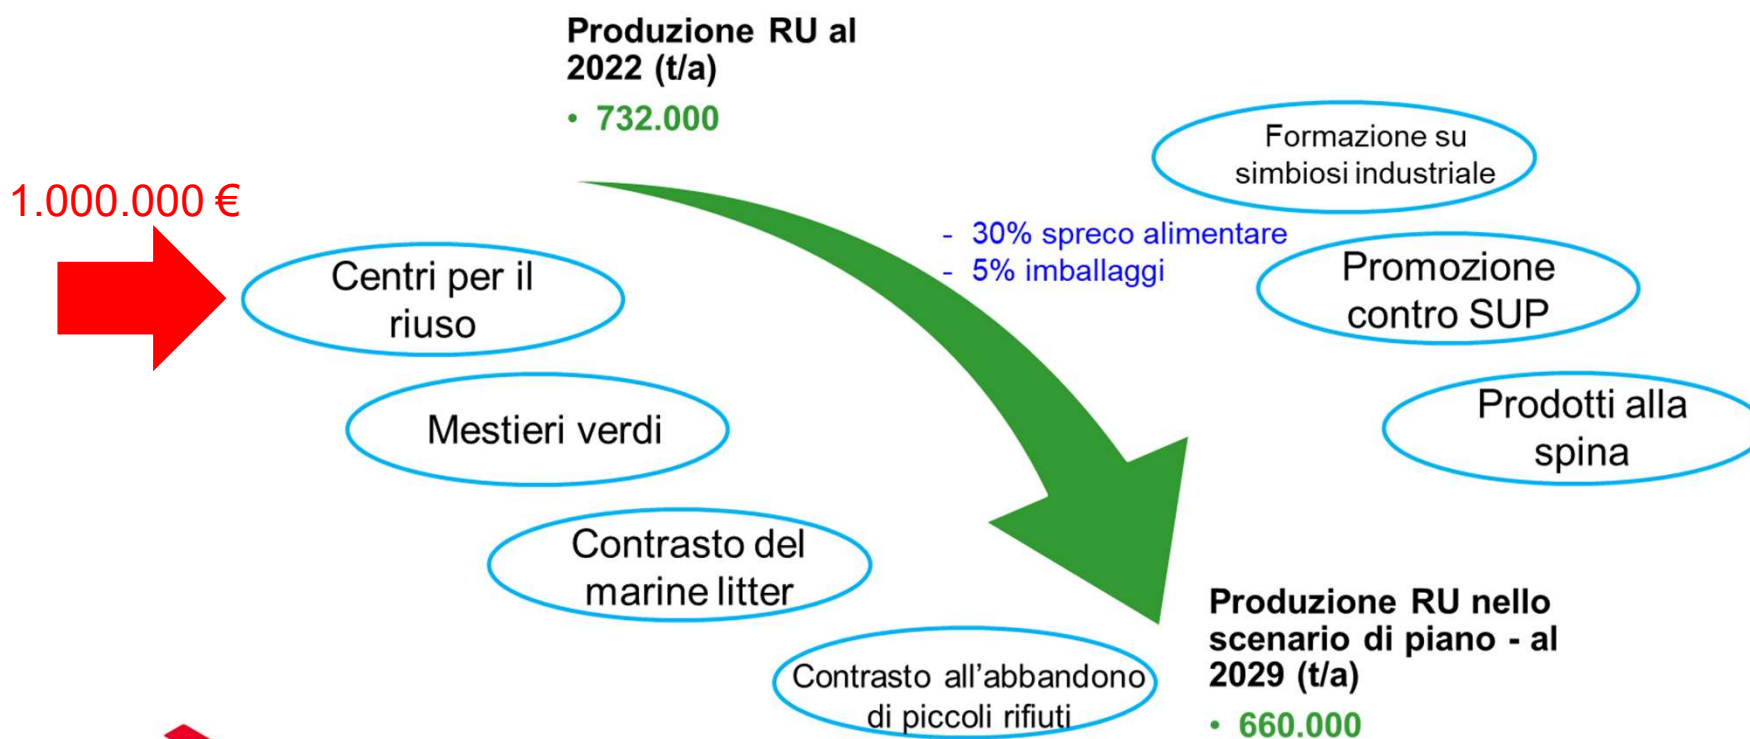 Produzione RU al
2022 (t/a)
• 732.000
1.000.000 €
Centri per il
riuso
Mestieri verdi
Contrasto del
marine litter
Contrasto all'abbandono
di piccoli rifiuti
- 30% spreco alimentare
- 5% imballaggi
Formazione su
simbiosi industriale
Promozione
contro SUP
Prodotti alla
spina
Produzione RU nello
scenario di piano - al
2029 (t/a)
• 660.000